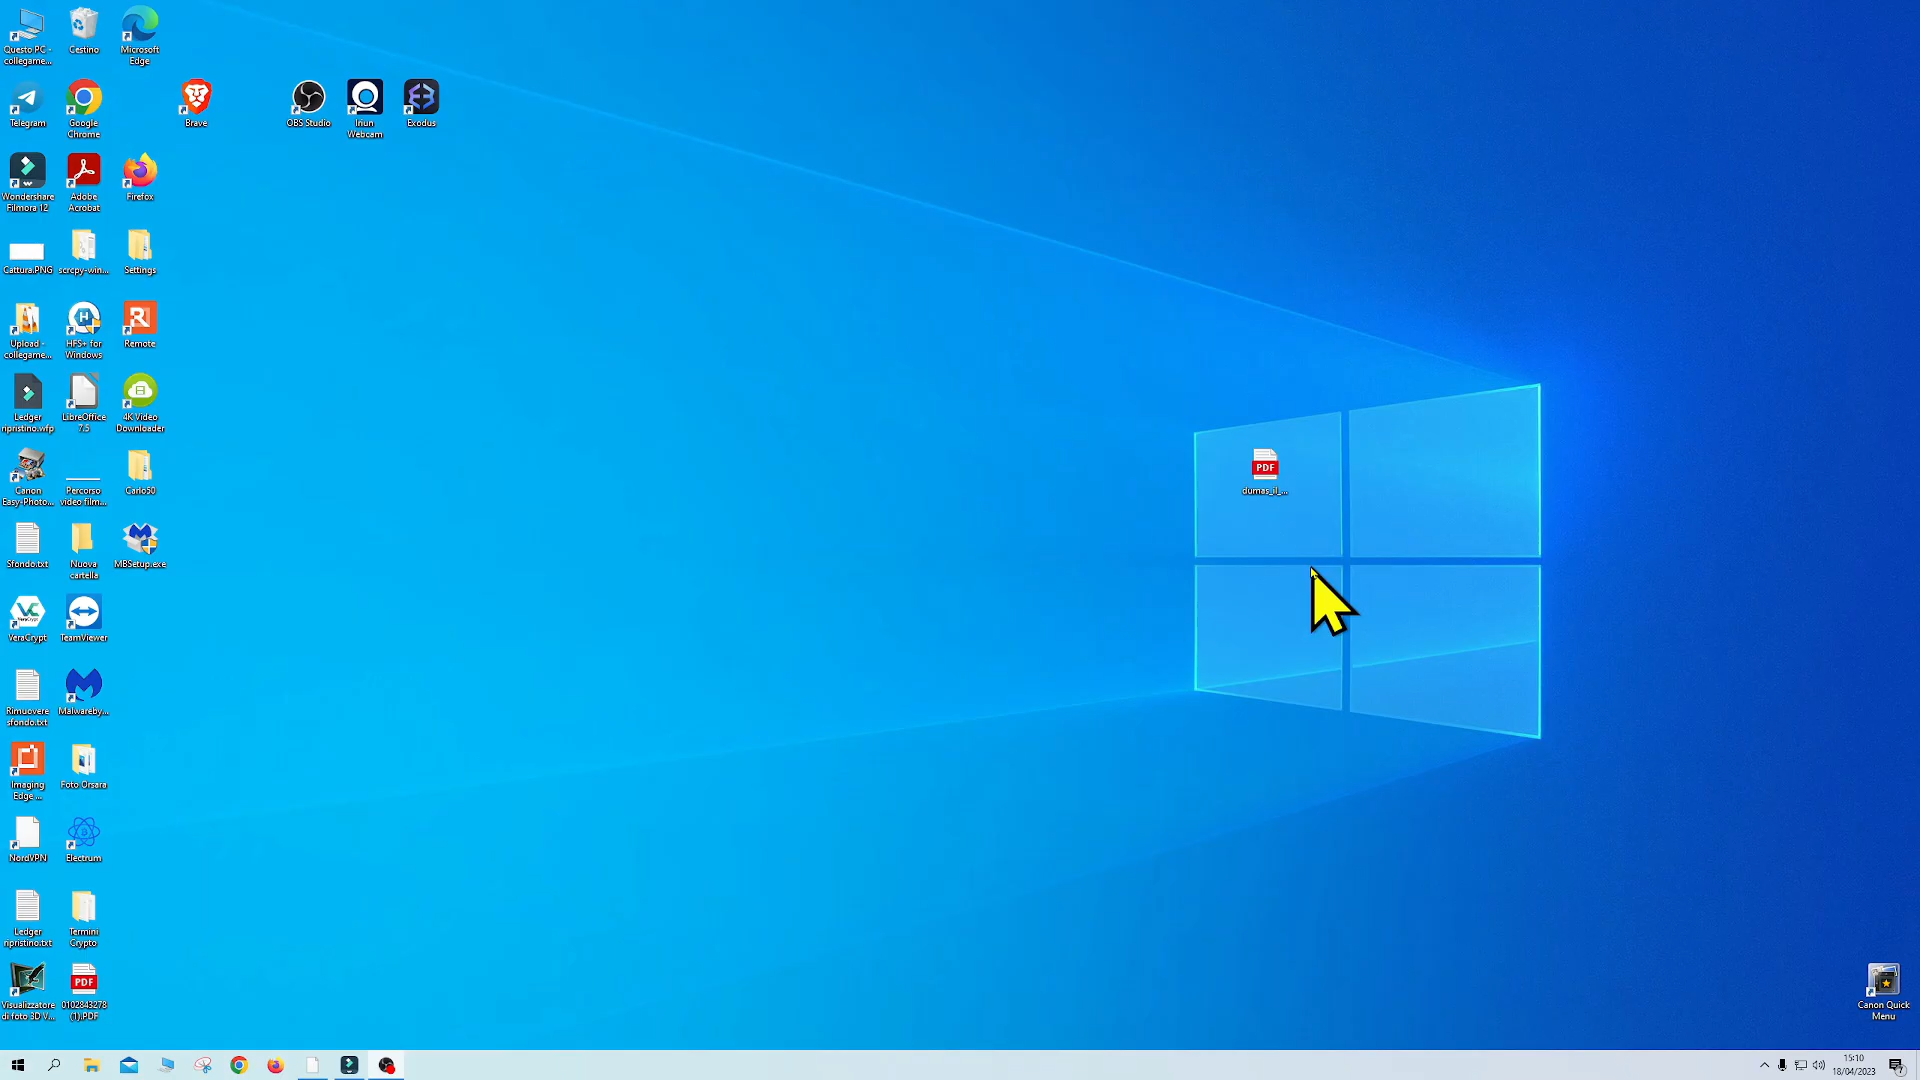 Questo PC -
collegame...
Cestino
Microsoft
Edge
Telegram
Google
Chrome
Brave
OBS Studio
Iriun
Webcam
Exodus
Wondershare
Filmora 12
Adobe
Acrobat
Firefox
Cattura.PNG
scrcpy-win...
Settings
Upload -
collegame...
HFS+ for
Windows
Remote
Ledger
ripristino.wfp
LibreOffice
7.5
4K Video
Downloader
Canon
Easy-Photo...
Percorso
video film...
Carlo50
PDF
dumas_il_...
Sfondo.txt
Nuova
cartella
MBSetup.exe
VeraCrypt
TeamViewer
Rimuovere
sfondo.txt
Malwareby...
Imaging
Edge ...
Foto Orsara
NordVPN
Electrum
Ledger
ripristino.txt
Termini
Crypto
Visualizzatore
di foto 3D V...
PDF
0102843278
(1).PDF
Canon Quick
Menu
15:10
18/04/2023